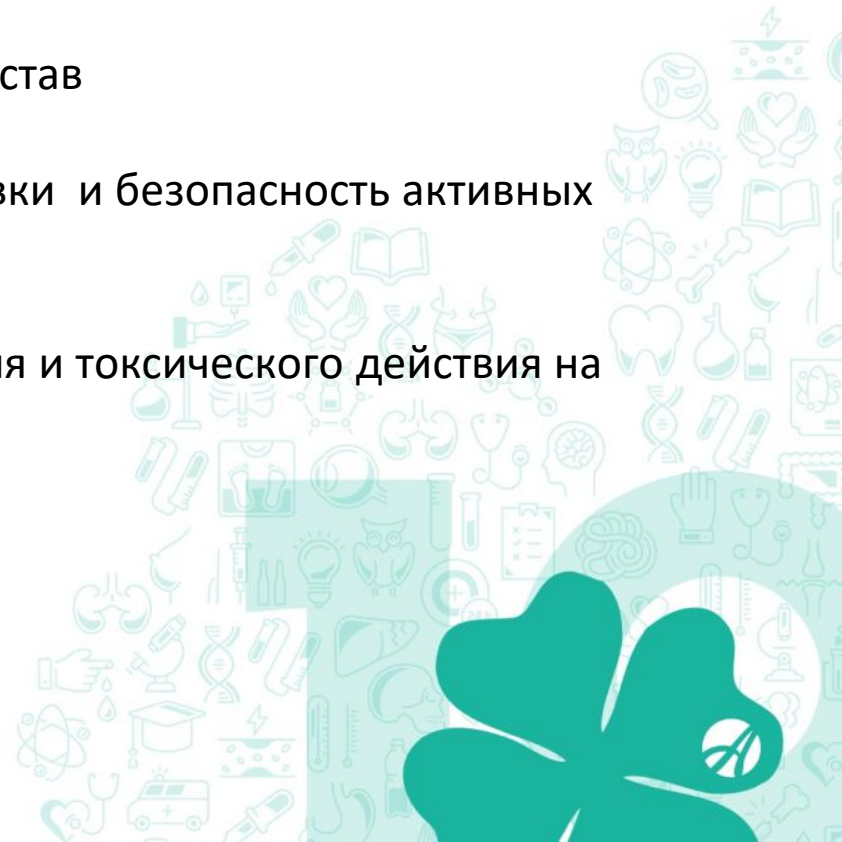 став
вки и безопасность активных
ия и токсического действия на